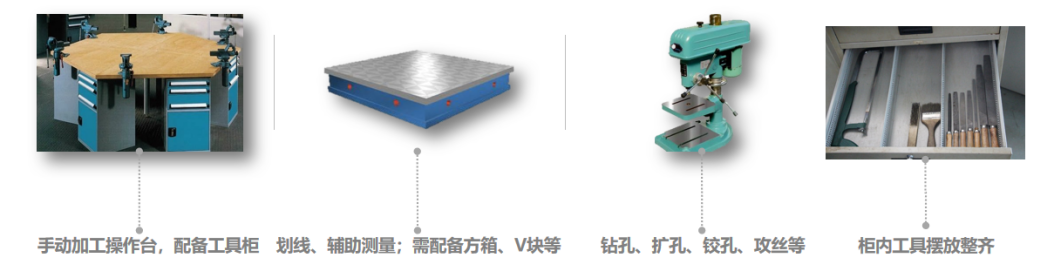 手动加工操作台，配备工具柜
划线、辅助测量；需配备方箱、V块等
钻孔、扩孔、铰孔、攻丝等
柜内工具摆放整齐